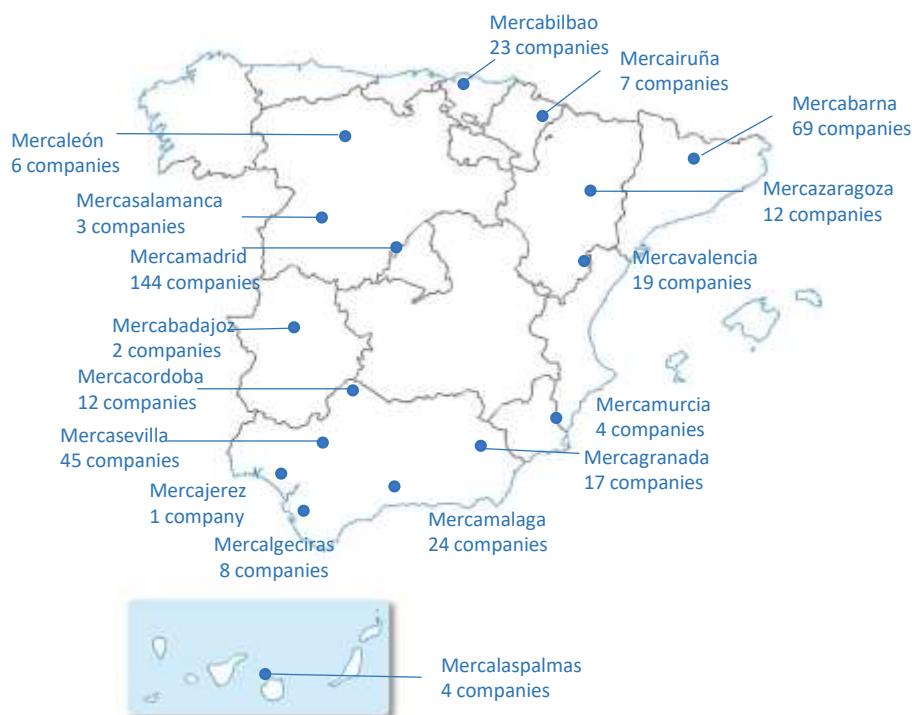 Mercabilbao
23 companies
Mercairuña
7 companies
Mercabarna
69 companies
Mercaleón
6 companies
Mercazaragoza
12 companies
Mercasalamanca
3 companies
Mercamadrid
144 companies
Mercavalencia
19 companies
Mercabadajoz
2 companies
Mercacordoba
12 companies
Mercamurcia
4 companies
Mercasevilla
45 companies
Mercagranada
17 companies
Mercajerez
1 company
Mercamalaga
24 companies
Mercalgeciras
8 companies
Mercalaspalmas
4 companies